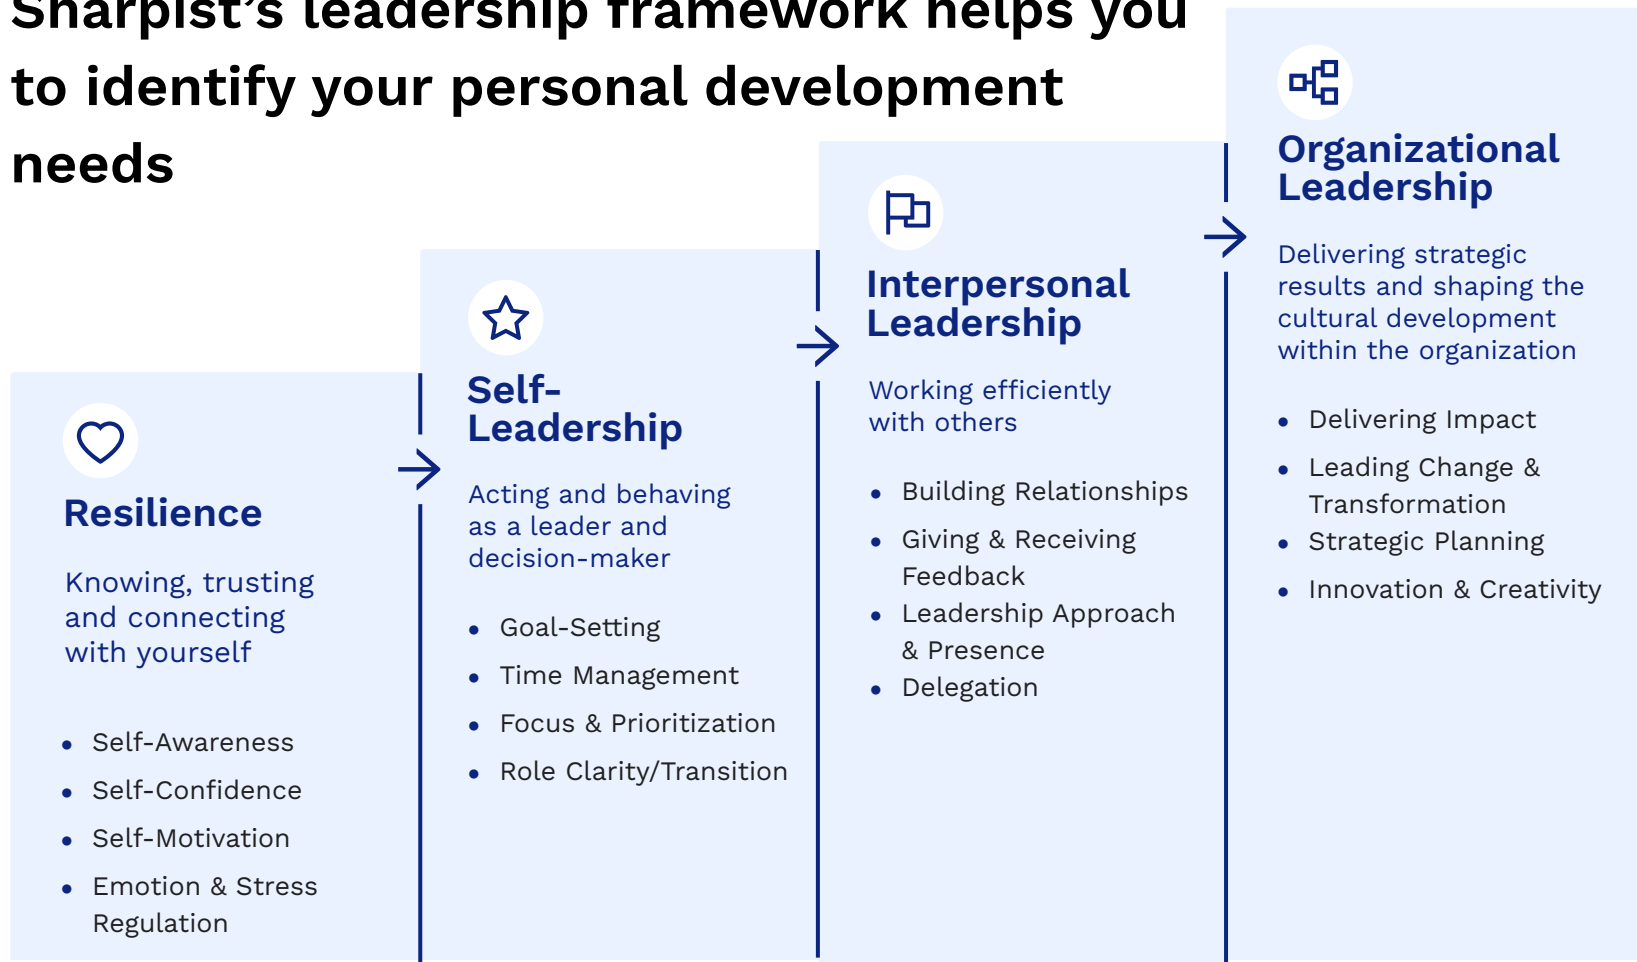 Sharpist's leadership framework helps you
to identify your personal development
needs
Resilience
Knowing, trusting
and connecting
with yourself
Self-Awareness
Self-Confidence
Self-Motivation
Emotion & Stress
Regulation
Self-
Leadership
Acting and behaving
as a leader and
decision-maker
Goal-Setting
Time Management
Focus & Prioritization
Role Clarity/Transition
Interpersonal
Leadership
Working efficiently
with others
Building Relationships
Giving & Receiving
Feedback
Leadership Approach
& Presence
Delegation
Organizational
Leadership
Delivering strategic
results and shaping the
cultural development
within the organization
Delivering Impact
Leading Change &
Transformation
Strategic Planning
Innovation & Creativity